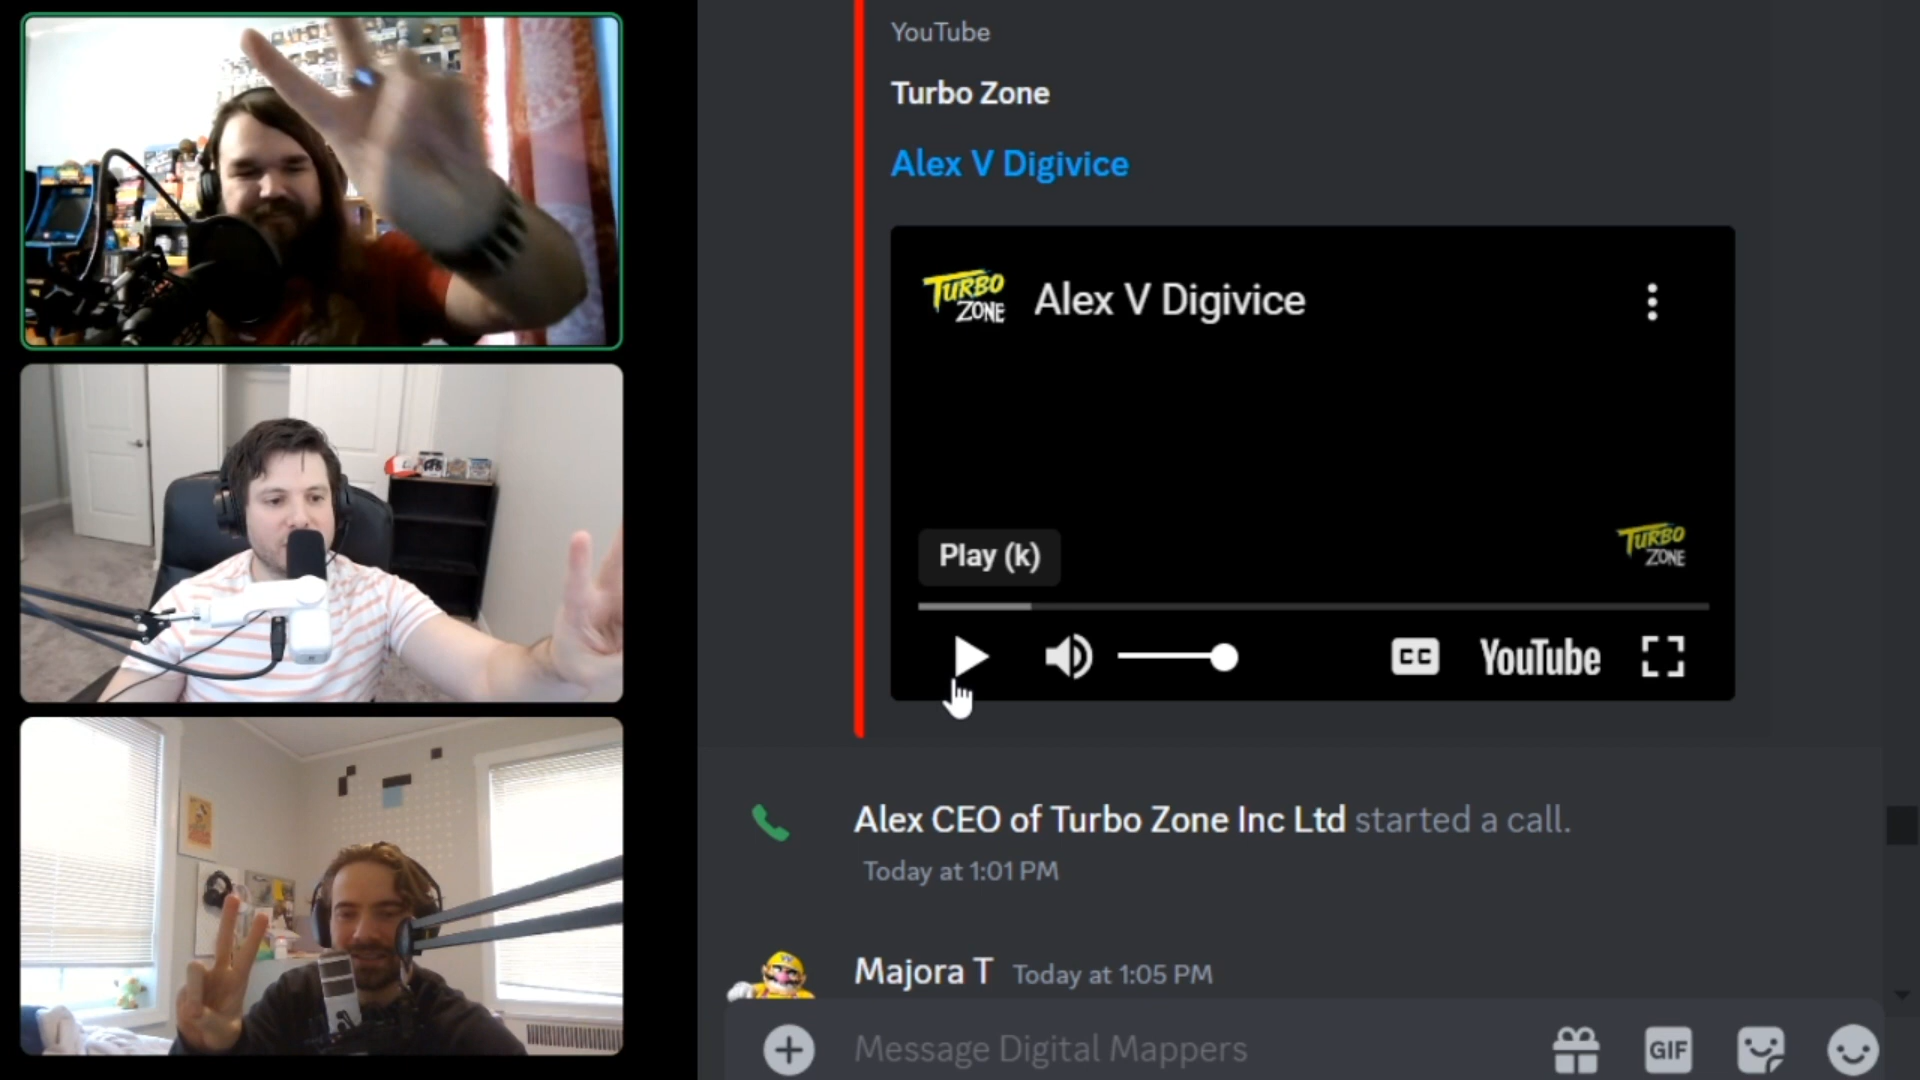 YouTube
Turbo Zone
Alex V Digivice
TURBO
ZONE
Alex V Digivice
TURBO
ZONE
Play (k)
CC
YouTube
Alex CEO of Turbo Zone Inc Ltd started a call.
Today at 1:01 PM
Majora T Today at 1:05 PM
Message Digital Mappers
GIF